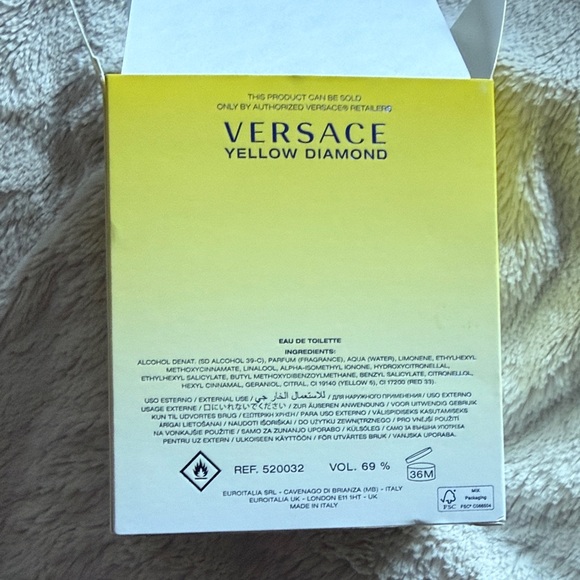 THIS PRODUCT CAN BE SOLD
ONLY BY AUTHORIZED VERSACE® RETAILERS
VERSACE
YELLOW DIAMOND
EAU DE TOILETTE
INGREDIENTS:
ALCOHOL DENAT. (SD ALCOHOL 39-C), PARFUM (FRAGRANCE), AQUA (WATER), LIMONENE, ETHYLHEXYL
METHOXYCINNAMATE, LINALOOL, ALPHA-ISOMETHYL IONONE, HYDROXYCITRONELLAL,
ETHYLHEXYL SALICYLATE, BUTYL METHOXYDIBENZOYLMETHANE, BENZYL SALICYLATE, CITRONELLOL,
HEXYL CINNAMAL, GERANIOL, CITRAL, CI 19140 (YELLOW 5), CI 17200 (RED 33).
USO ESTERNO / EXTERNAL USE / للاستعمال الخارجي / ДЛЯ НАРУЖНОГО ПРИМЕНЕНИЯ /
USAGE EXTERNE / 口にいれないでください / ZUR ÄUSEREN ANWENDUNG / VOOR UITWENDIG GEBRUIK
KUN TIL UDVORTES BRUG / ΕΞΩΤΕΡΙΚΗ ΧΡΗΣΗ / PARA USO EXTERNO / VÄLISPIDISEKS KASUTAMISEKS
ĀRĪGAI LIETOŠANAI / NAUDOTI IŠORIŠKAI / DO UŻYTKU ZEWNĘTRZNEGO / PRO VNĚJŠÍ POUŽITÍ
NA VONKAJŠIE POUŽITIE / SAMO ZA ZUNANJO UPORABO / KÜLSŐLEG / САМО ЗА ВЪНШНА УПОТРЕБА
PENTRU UZ EXTERN / ULKOISEEN KÄYTTÖÖN / FÖR UTVÄRTES BRUK / VANJSKA UPORABA.
REF. 520032
VOL. 69 %
36M
EUROITALIA SRL - CAVENAGO DI BRIANZA (MB) - ITALY
EUROITALIA UK - LONDON E11 1HT - UK
MADE IN ITALY
FSC
MIX
Packaging